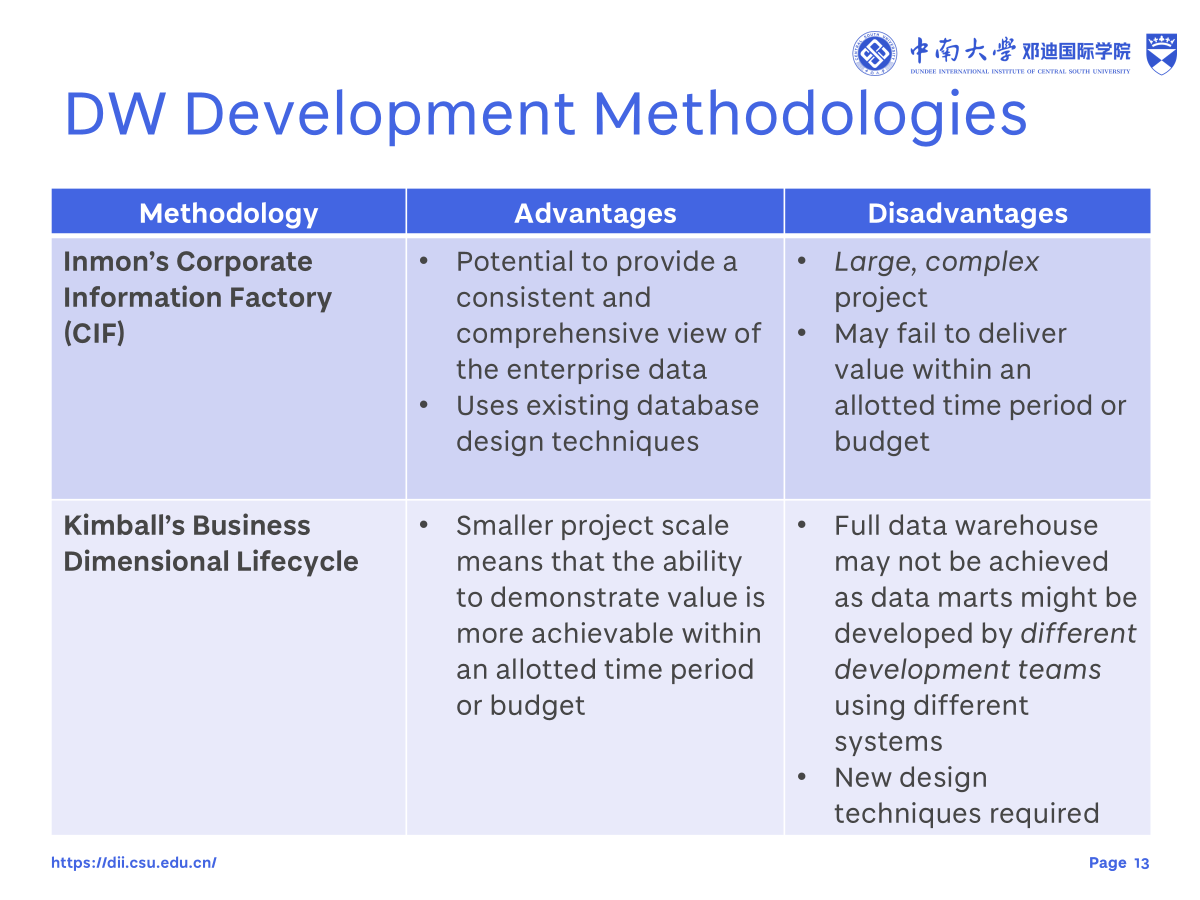 中南大学 邓迪国际学院
DUNDEE INTERNATIONAL INSTITUTE OF CENTRAL SOUTH UNIVERSITY
DW Development Methodologies
Methodology
Advantages
Disadvantages
Inmon’s Corporate
Information Factory
(CIF)
• Potential to provide a
consistent and
comprehensive view of
the enterprise data
• Uses existing database
design techniques
• Large, complex
project
• May fail to deliver
value within an
allotted time period or
budget
Kimball’s Business
Dimensional Lifecycle
• Smaller project scale
means that the ability
to demonstrate value is
more achievable within
an allotted time period
or budget
• Full data warehouse
may not be achieved
as data marts might be
developed by different
development teams
using different
systems
• New design
techniques required
https://dii.csu.edu.cn/
Page 13